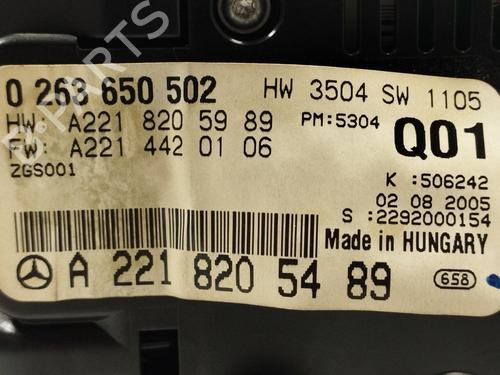 0 263 650 502 HW 3504 SW 1105
HW: A221 820 59 89 PM:5304
FW: A221 442 01 06 Q01
ZGS001
K :506242
02 08 2005
S :2292000154
Made in HUNGARY
A 221 820 54 89 658
B-PARTS